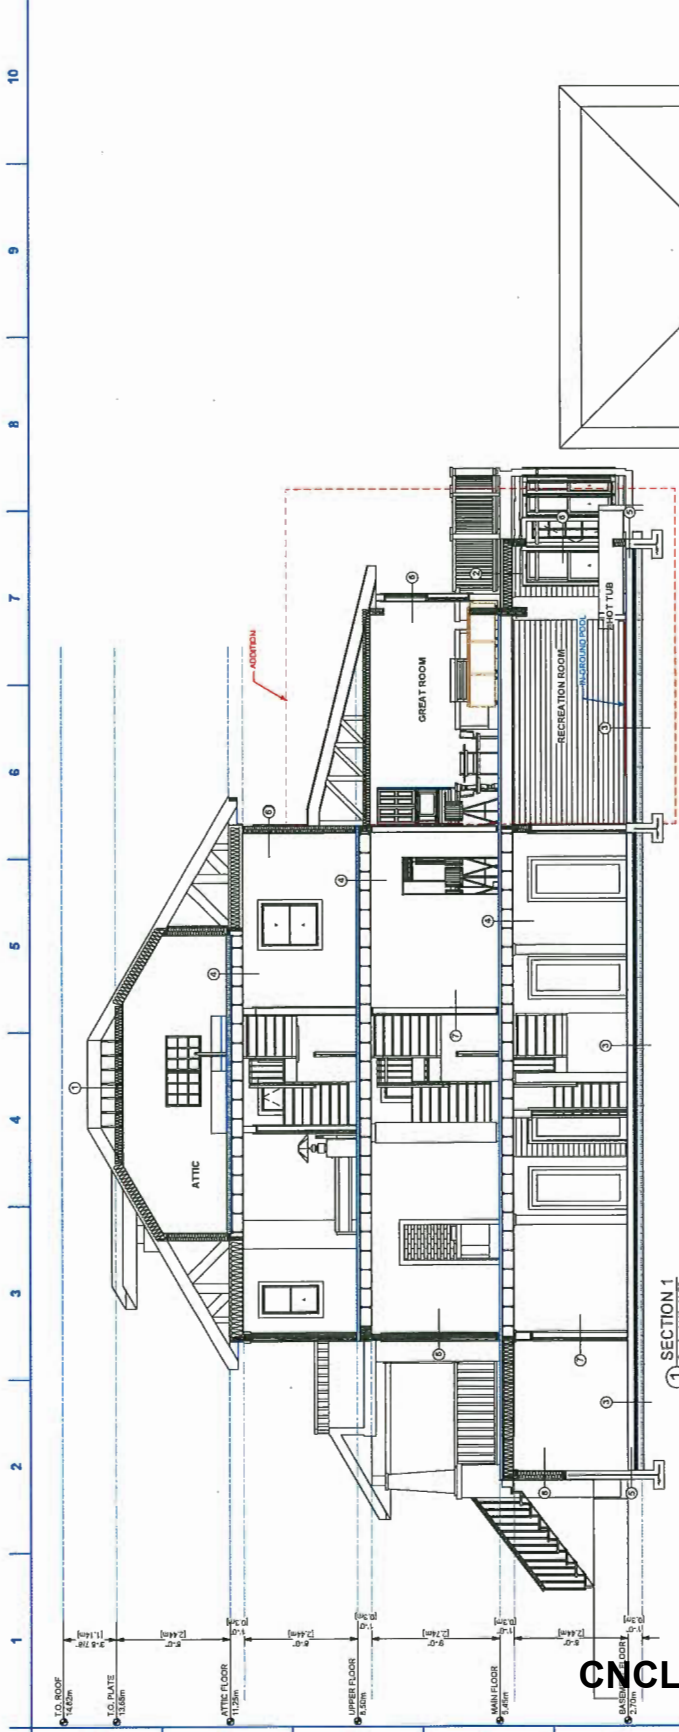 10
9
8
7
6
5
4
3
2
1
ADDITION
GREAT ROOM
RECREATION ROOM
IN-GROUND POOL
HOT TUB
ATTIC
1 SECTION 1
T.O. ROOF
14.82m
T.O. PLATE
13.68m
ATTIC FLOOR
11.25m
UPPER FLOOR
8.50m
MAIN FLOOR
5.45m
2.70m
3'-8 7/8"
[1.14m]
8'-0"
[2.44m]
1'-0"
[0.3m]
8'-0"
[2.44m]
1'-0"
[0.3m]
9'-0"
[2.74m]
1'-0"
[0.3m]
8'-0"
[2.44m]
1'-0"
[0.3m]
CNCL